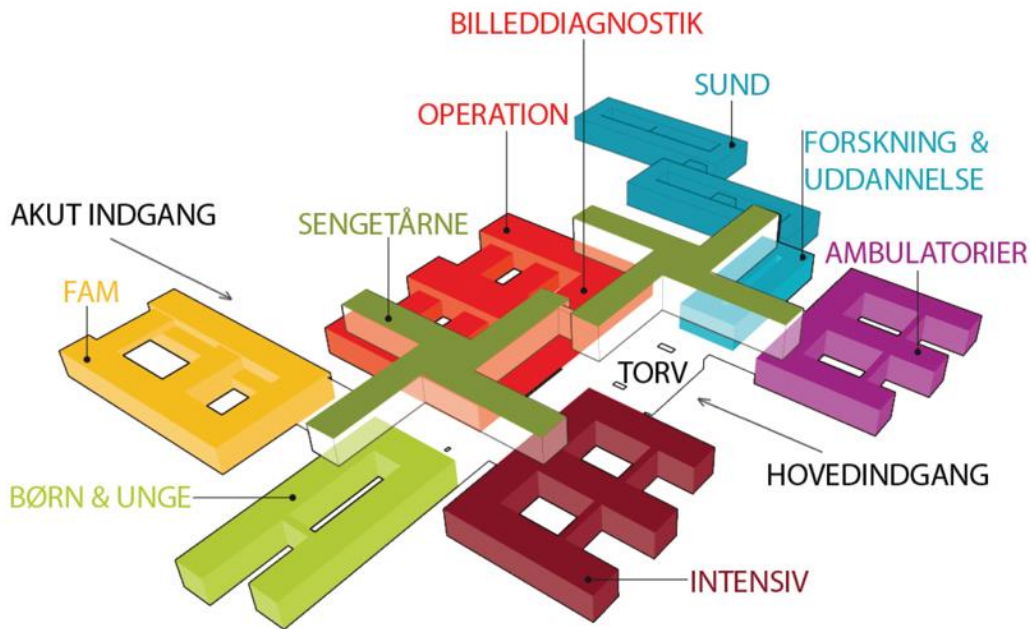 BILLEDDIAGNOSTIK
SUND
OPERATION
FORSKNING &
UDDANNELSE
AKUT INDGANG
SENGETÅRNE
AMBULATORIER
FAM
TORV
HOVEDINDGANG
BØRN & UNGE
INTENSIV